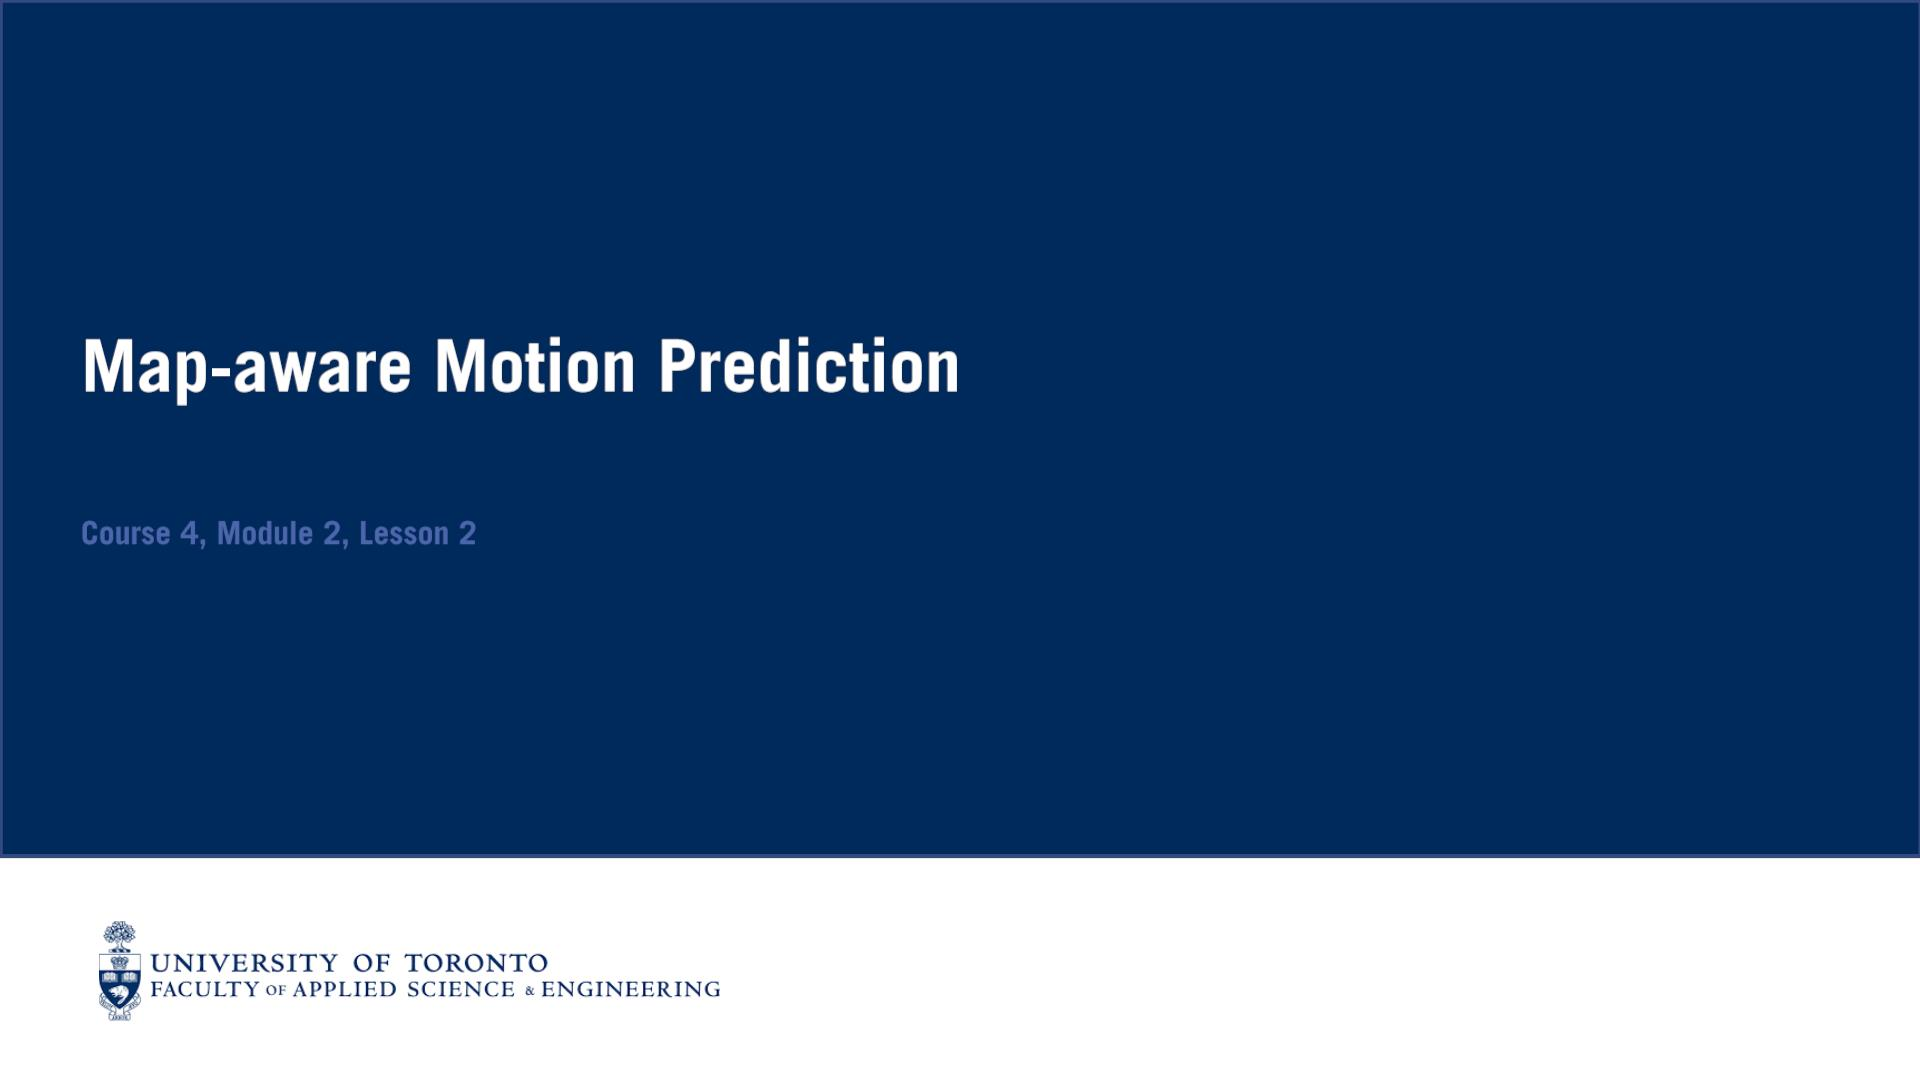 Map-aware Motion Prediction
Course 4, Module 2, Lesson 2
UNIVERSITY OF TORONTO
FACULTY OF APPLIED SCIENCE & ENGINEERING